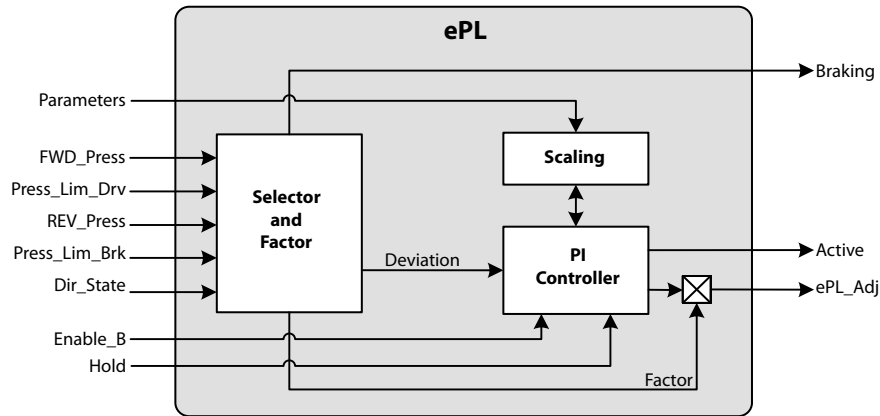 ePL
Braking
Parameters
Scaling
FWD_Press
Press_Lim_Drv
REV_Press
Press_Lim_Brk
Dir_State
Selector
and
Factor
Deviation
PI
Controller
Active
ePL_Adj
Enable_B
Hold
Factor